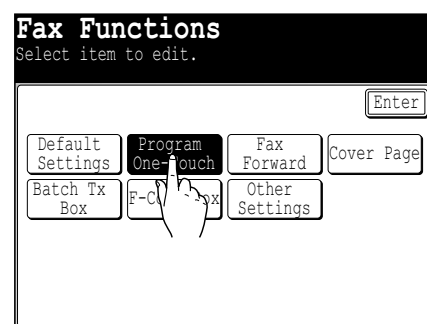 Fax Functions
Select item to edit.
Enter
Default Settings
Program One-Touch
Fax Forward
Cover Page
Batch Tx Box
Other Settings